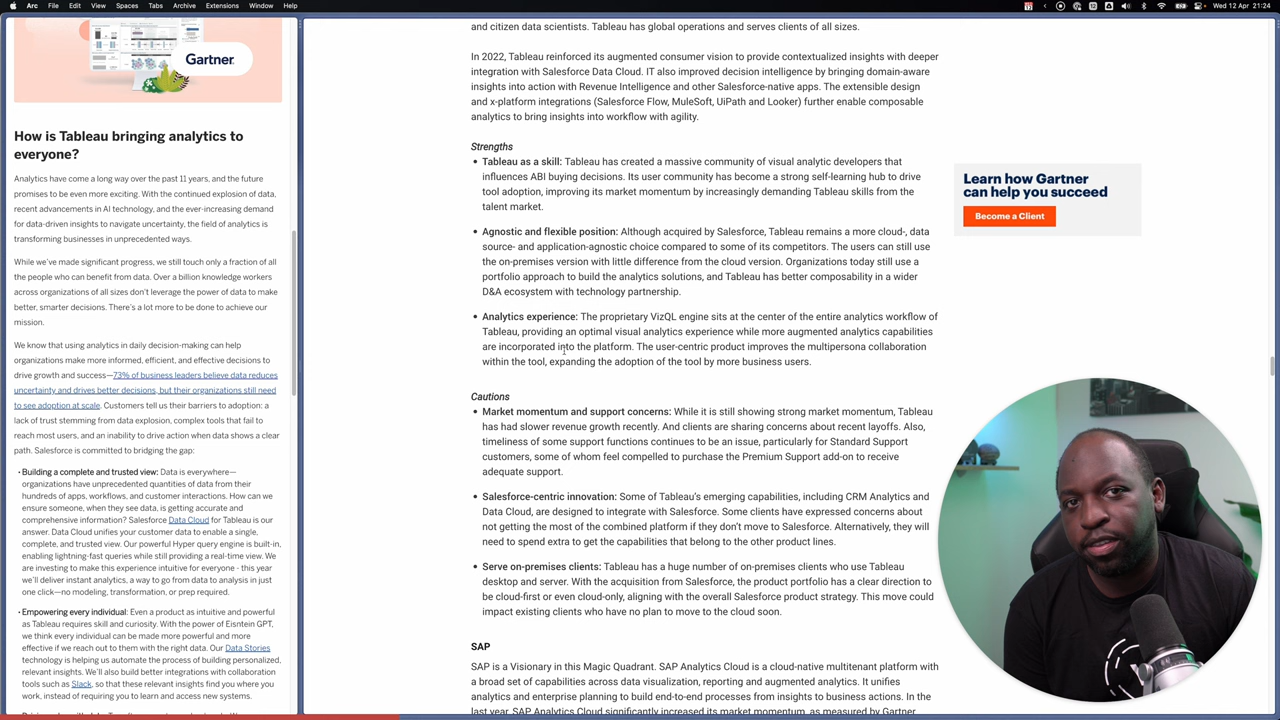 Arc File Edit View Spaces Tabs Archive Extensions Window Help
Wed 12 Apr 21:24
Gartner
How is Tableau bringing analytics to
everyone?
Analytics have come a long way over the past 11 years, and the future
promises to be even more exciting. With the continued explosion of data,
recent advancements in AI technology, and the ever-increasing demand
for data-driven insights to navigate uncertainty, the field of analytics is
transforming businesses in unprecedented ways.
While we've made significant progress, we still touch only a fraction of all
the people who can benefit from data. Over a billion knowledge workers
across organizations of all sizes don't leverage the power of data to make
better, smarter decisions. There's a lot more to be done to achieve our
mission.
We know that using analytics in daily decision-making can help
organizations make more informed, efficient, and effective decisions to
drive growth and success—73% of business leaders believe data reduces
uncertainty and drives better decisions, but their organizations still need
to see adoption at scale. Customers tell us their barriers to adoption: a
lack of trust stemming from data explosion, complex tools that fail to
reach most users, and an inability to drive action when data shows a clear
path. Salesforce is committed to bridging the gap:
• Building a complete and trusted view: Data is everywhere—
organizations have unprecedented quantities of data from their
hundreds of apps, workflows, and customer interactions. How can we
ensure someone, when they see data, is getting accurate and
comprehensive information? Salesforce Data Cloud for Tableau is our
answer. Data Cloud unifies your customer data to enable a single,
complete, and trusted view. Our powerful Hyper query engine is built-in,
enabling lightning-fast queries while still providing a real-time view. We
are investing to make this experience intuitive for everyone - this year
we'll deliver instant analytics, a way to go from data to analysis in just
one click—no modeling, transformation, or prep required.
• Empowering every individual: Even a product as intuitive and powerful
as Tableau requires skill and curiosity. With the power of Eisntein GPT,
we think every individual can be made more powerful and more
effective if we reach out to them with the right data. Our Data Stories
technology is helping us automate the process of building personalized,
relevant insights. We'll also build better integrations with collaboration
tools such as Slack, so that these relevant insights find you where you
work, instead of requiring you to learn and access new systems.
and citizen data scientists. Tableau has global operations and serves clients of all sizes.
In 2022, Tableau reinforced its augmented consumer vision to provide contextualized insights with deeper
integration with Salesforce Data Cloud. IT also improved decision intelligence by bringing domain-aware
insights into action with Revenue Intelligence and other Salesforce-native apps. The extensible design
and x-platform integrations (Salesforce Flow, MuleSoft, UiPath and Looker) further enable composable
analytics to bring insights into workflow with agility.
Strengths
• Tableau as a skill: Tableau has created a massive community of visual analytic developers that
influences ABI buying decisions. Its user community has become a strong self-learning hub to drive
tool adoption, improving its market momentum by increasingly demanding Tableau skills from the
talent market.
• Agnostic and flexible position: Although acquired by Salesforce, Tableau remains a more cloud-, data
source- and application-agnostic choice compared to some of its competitors. The users can still use
the on-premises version with little difference from the cloud version. Organizations today still use a
portfolio approach to build the analytics solutions, and Tableau has better composability in a wider
D&A ecosystem with technology partnership.
• Analytics experience: The proprietary VizQL engine sits at the center of the entire analytics workflow of
Tableau, providing an optimal visual analytics experience while more augmented analytics capabilities
are incorporated into the platform. The user-centric product improves the multipersona collaboration
within the tool, expanding the adoption of the tool by more business users.
Cautions
• Market momentum and support concerns: While it is still showing strong market momentum, Tableau
has had slower revenue growth recently. And clients are sharing concerns about recent layoffs. Also,
timeliness of some support functions continues to be an issue, particularly for Standard Support
customers, some of whom feel compelled to purchase the Premium Support add-on to receive
adequate support.
• Salesforce-centric innovation: Some of Tableau's emerging capabilities, including CRM Analytics and
Data Cloud, are designed to integrate with Salesforce. Some clients have expressed concerns about
not getting the most of the combined platform if they don't move to Salesforce. Alternatively, they will
need to spend extra to get the capabilities that belong to the other product lines.
• Serve on-premises clients: Tableau has a huge number of on-premises clients who use Tableau
desktop and server. With the acquisition from Salesforce, the product portfolio has a clear direction to
be cloud-first or even cloud-only, aligning with the overall Salesforce product strategy. This move could
impact existing clients who have no plan to move to the cloud soon.
SAP
SAP is a Visionary in this Magic Quadrant. SAP Analytics Cloud is a cloud-native multitenant platform with
a broad set of capabilities across data visualization, reporting and augmented analytics. It unifies
analytics and enterprise planning to build end-to-end processes from insights to business actions. In the
last year, SAP Analytics Cloud significantly increased its market momentum, as measured by Gartner
Learn how Gartner
can help you succeed
Become a Client